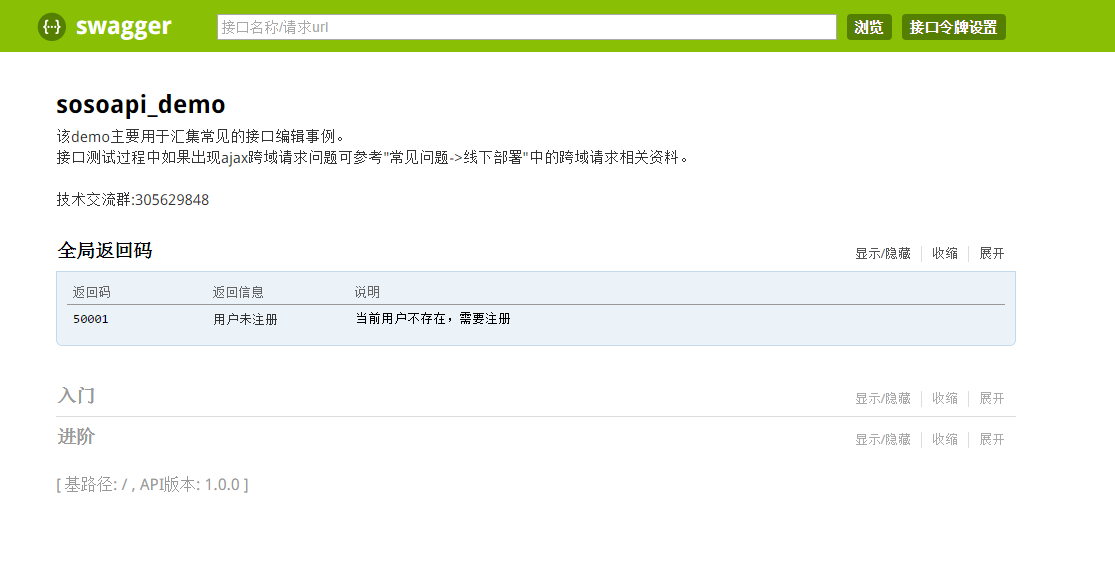 {··} swagger 接口名称/请求url 浏览 接口令牌设置
sosoapi_demo
该demo主要用于汇集常见的接口编辑事例。
接口测试过程中如果出现ajax跨域请求问题可参考"常见问题->线下部署"中的跨域请求相关资料。
技术交流群:305629848
全局返回码 显示/隐藏 收缩 展开
返回码 返回信息 说明
50001 用户未注册 当前用户不存在，需要注册
入门 显示/隐藏 收缩 展开
进阶 显示/隐藏 收缩 展开
[ 基路径: / , API版本: 1.0.0 ]